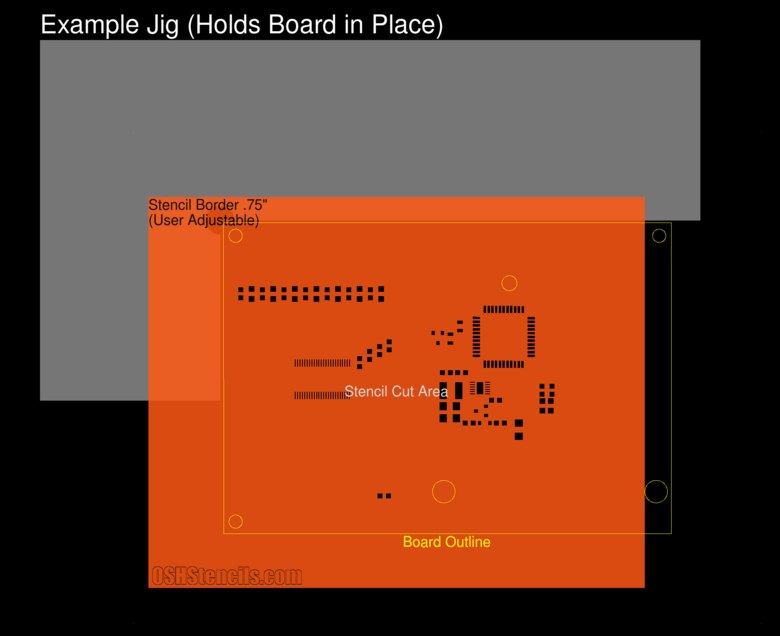 Example Jig (Holds Board in Place)
Stencil Border .75"
(User Adjustable)
Stencil Cut Area
Board Outline
OSHStencils.com